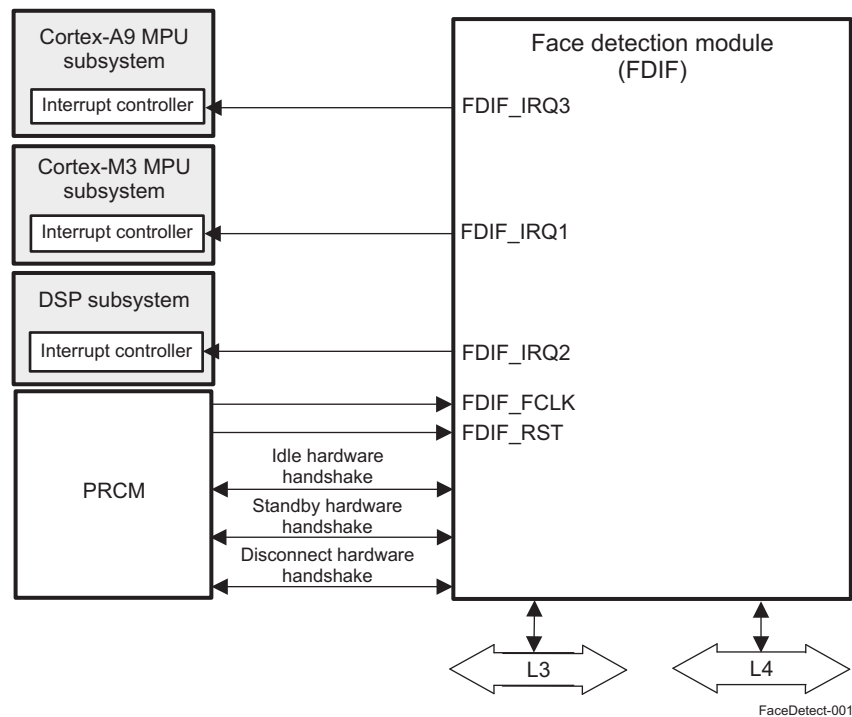 Cortex-A9 MPU
subsystem
Interrupt controller
Face detection module
(FDIF)
FDIF_IRQ3
Cortex-M3 MPU
subsystem
Interrupt controller
FDIF_IRQ1
DSP subsystem
Interrupt controller
FDIF_IRQ2
PRCM
FDIF_FCLK
FDIF_RST
Idle hardware
handshake
Standby hardware
handshake
Disconnect hardware
handshake
L3
L4
FaceDetect-001